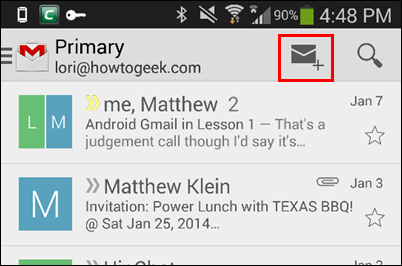 90% 4:48 PM
Primary
lori@howtogeek.com
L M me, Matthew 2 Jan 7
Android Gmail in Lesson 1 — That's a
judgement call though I'd say it's...
M Matthew Klein Jan 3
Invitation: Power Lunch with TEXAS BBQ!
@ Sat Jan 25, 2014...
Jan 3